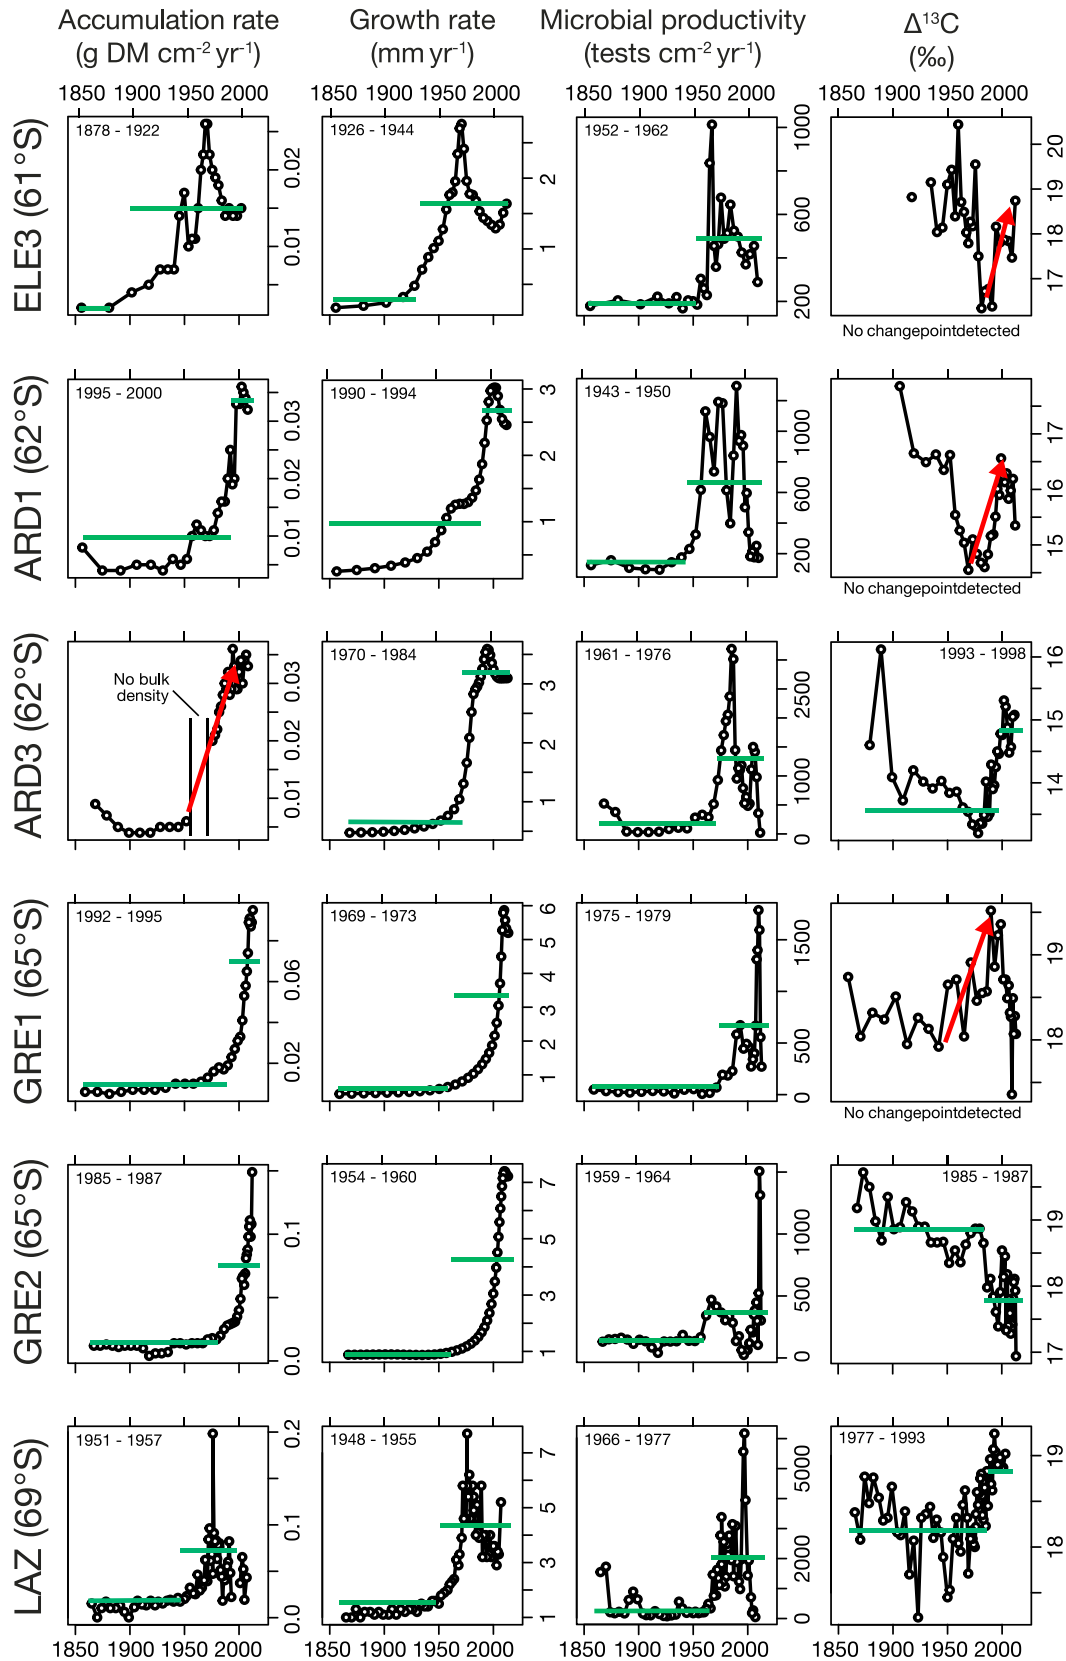 Accumulation rate
(g DM cm-2 yr-1)
Growth rate
(mm yr-1)
Microbial productivity
(tests cm-2 yr-1)
Δ13C
(‰)
1850 1900 1950 2000
1850 1900 1950 2000
1850 1900 1950 2000
1850 1900 1950 2000
ELE3 (61°S)
1878 - 1922
0.01 0.02
1926 - 1944
1 2
1952 - 1962
200 600 1000
17 18 19 20
No changepointdetected
ARD1 (62°S)
1995 - 2000
0.01 0.02 0.03
1990 - 1994
1 2 3
1943 - 1950
200 600 1000
15 16 17
No changepointdetected
ARD3 (62°S)
No bulk
density
0.01 0.03
1970 - 1984
1 2 3
1961 - 1976
0 1000 2500
1993 - 1998
14 15 16
GRE1 (65°S)
1992 - 1995
0.02 0.06
1969 - 1973
1 2 3 4 5 6
1975 - 1979
0 500 1500
18 19
No changepointdetected
GRE2 (65°S)
1985 - 1987
0.0 0.1
1954 - 1960
1 3 5 7
1959 - 1964
0 500 1000
1985 - 1987
17 18 19
LAZ (69°S)
1951 - 1957
0.0 0.1 0.2
1948 - 1955
1 3 5 7
1966 - 1977
0 2000 5000
1977 - 1993
18 19
1850 1900 1950 2000
1850 1900 1950 2000
1850 1900 1950 2000
1850 1900 1950 2000